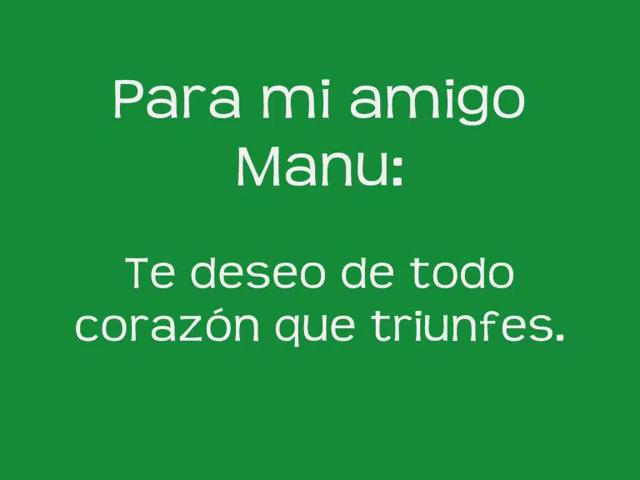 Para mi amigo
Manu:
Te deseo de todo
corazón que triunfes.